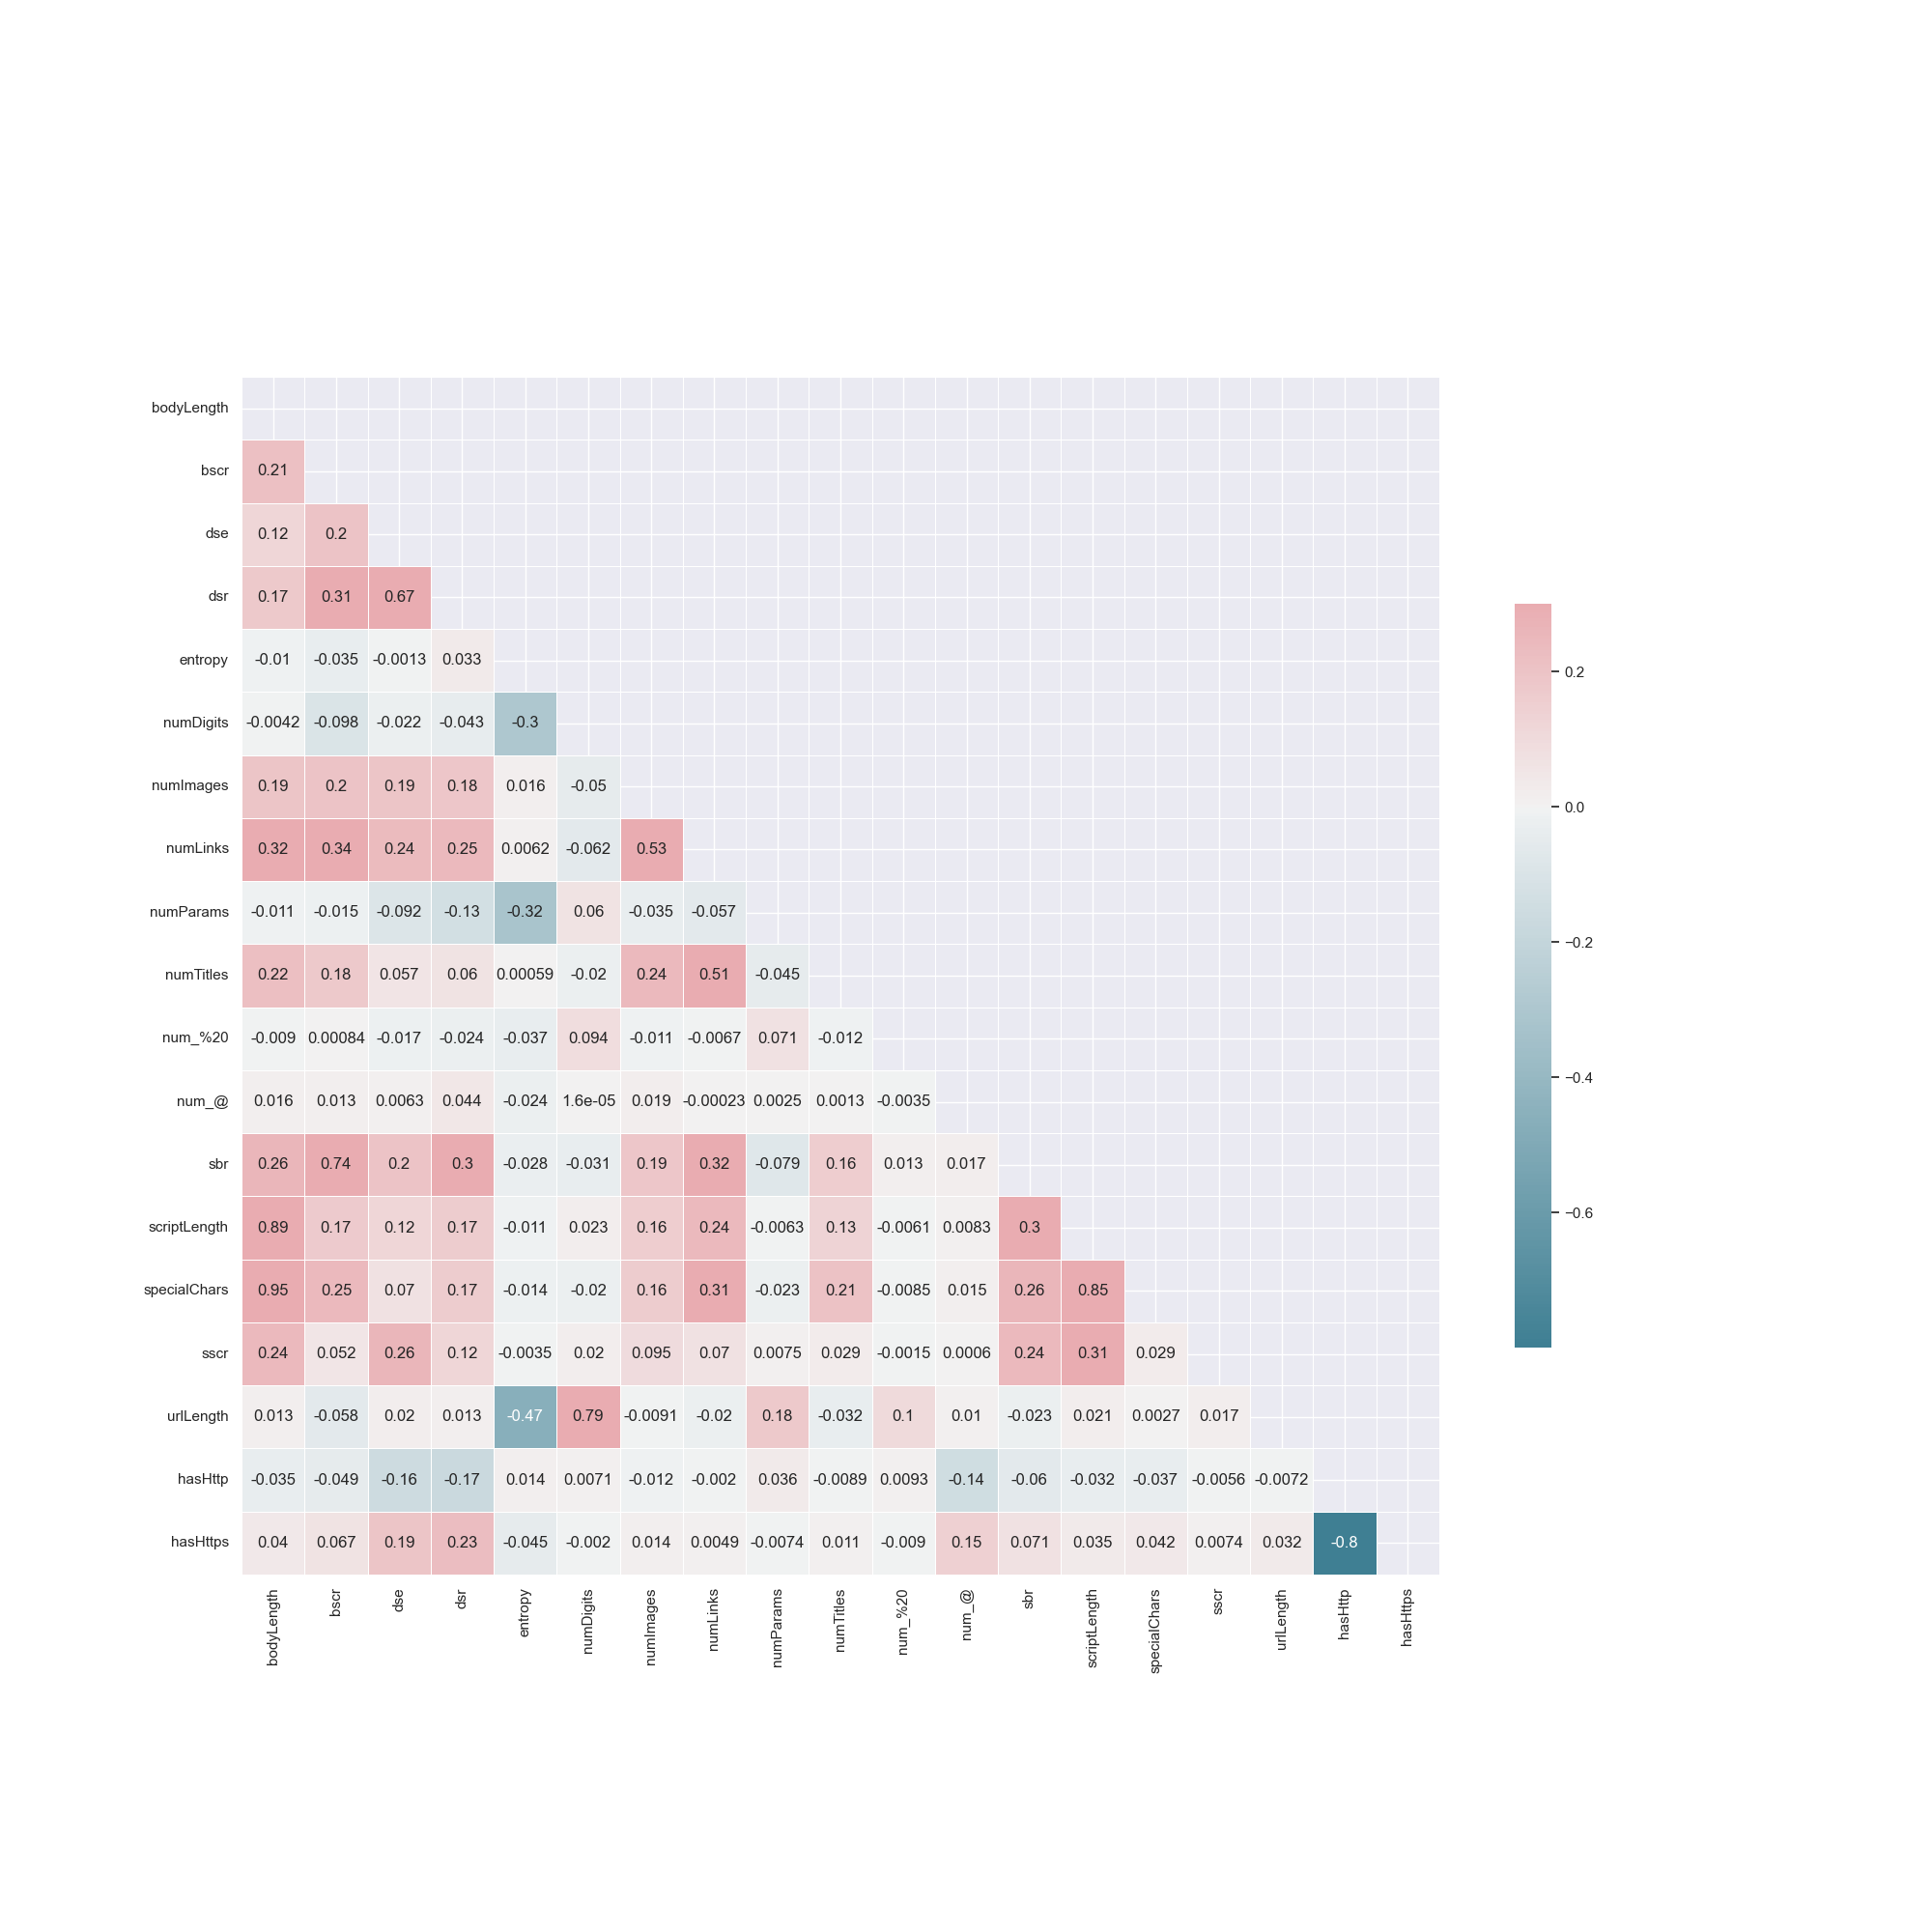 bodyLength
bscr 0.21
dse 0.12 0.2
dsr 0.17 0.31 0.67
entropy -0.01 -0.035 -0.0013 0.033
numDigits -0.0042 -0.098 -0.022 -0.043 -0.3
numImages 0.19 0.2 0.19 0.18 0.016 -0.05
numLinks 0.32 0.34 0.24 0.25 0.0062 -0.062 0.53
numParams -0.011 -0.015 -0.092 -0.13 -0.32 0.06 -0.035 -0.057
numTitles 0.22 0.18 0.057 0.06 0.00059 -0.02 0.24 0.51 -0.045
num_%20 -0.009 0.00084 -0.017 -0.024 -0.037 0.094 -0.011 -0.0067 0.071 -0.012
num_@ 0.016 0.013 0.0063 0.044 -0.024 1.6e-05 0.019 -0.00023 0.0025 0.0013 -0.0035
sbr 0.26 0.74 0.2 0.3 -0.028 -0.031 0.19 0.32 -0.079 0.16 0.013 0.017
scriptLength 0.89 0.17 0.12 0.17 -0.011 0.023 0.16 0.24 -0.0063 0.13 -0.0061 0.0083 0.3
specialChars 0.95 0.25 0.07 0.17 -0.014 -0.02 0.16 0.31 -0.023 0.21 -0.0085 0.015 0.26 0.85
sscr 0.24 0.052 0.26 0.12 -0.0035 0.02 0.095 0.07 0.0075 0.029 -0.0015 0.0006 0.24 0.31 0.029
urlLength 0.013 -0.058 0.02 0.013 -0.47 0.79 -0.0091 -0.02 0.18 -0.032 0.1 0.01 -0.023 0.021 0.0027 0.017
hasHttp -0.035 -0.049 -0.16 -0.17 0.014 0.0071 -0.012 -0.002 0.036 -0.0089 0.0093 -0.14 -0.06 -0.032 -0.037 -0.0056 -0.0072
hasHttps 0.04 0.067 0.19 0.23 -0.045 -0.002 0.014 0.0049 -0.0074 0.011 -0.009 0.15 0.071 0.035 0.042 0.0074 0.032 -0.8
bodyLength bscr dse dsr entropy numDigits numImages numLinks numParams numTitles num_%20 num_@ sbr scriptLength specialChars sscr urlLength hasHttp hasHttps
0.2
0.0
−0.2
−0.4
−0.6